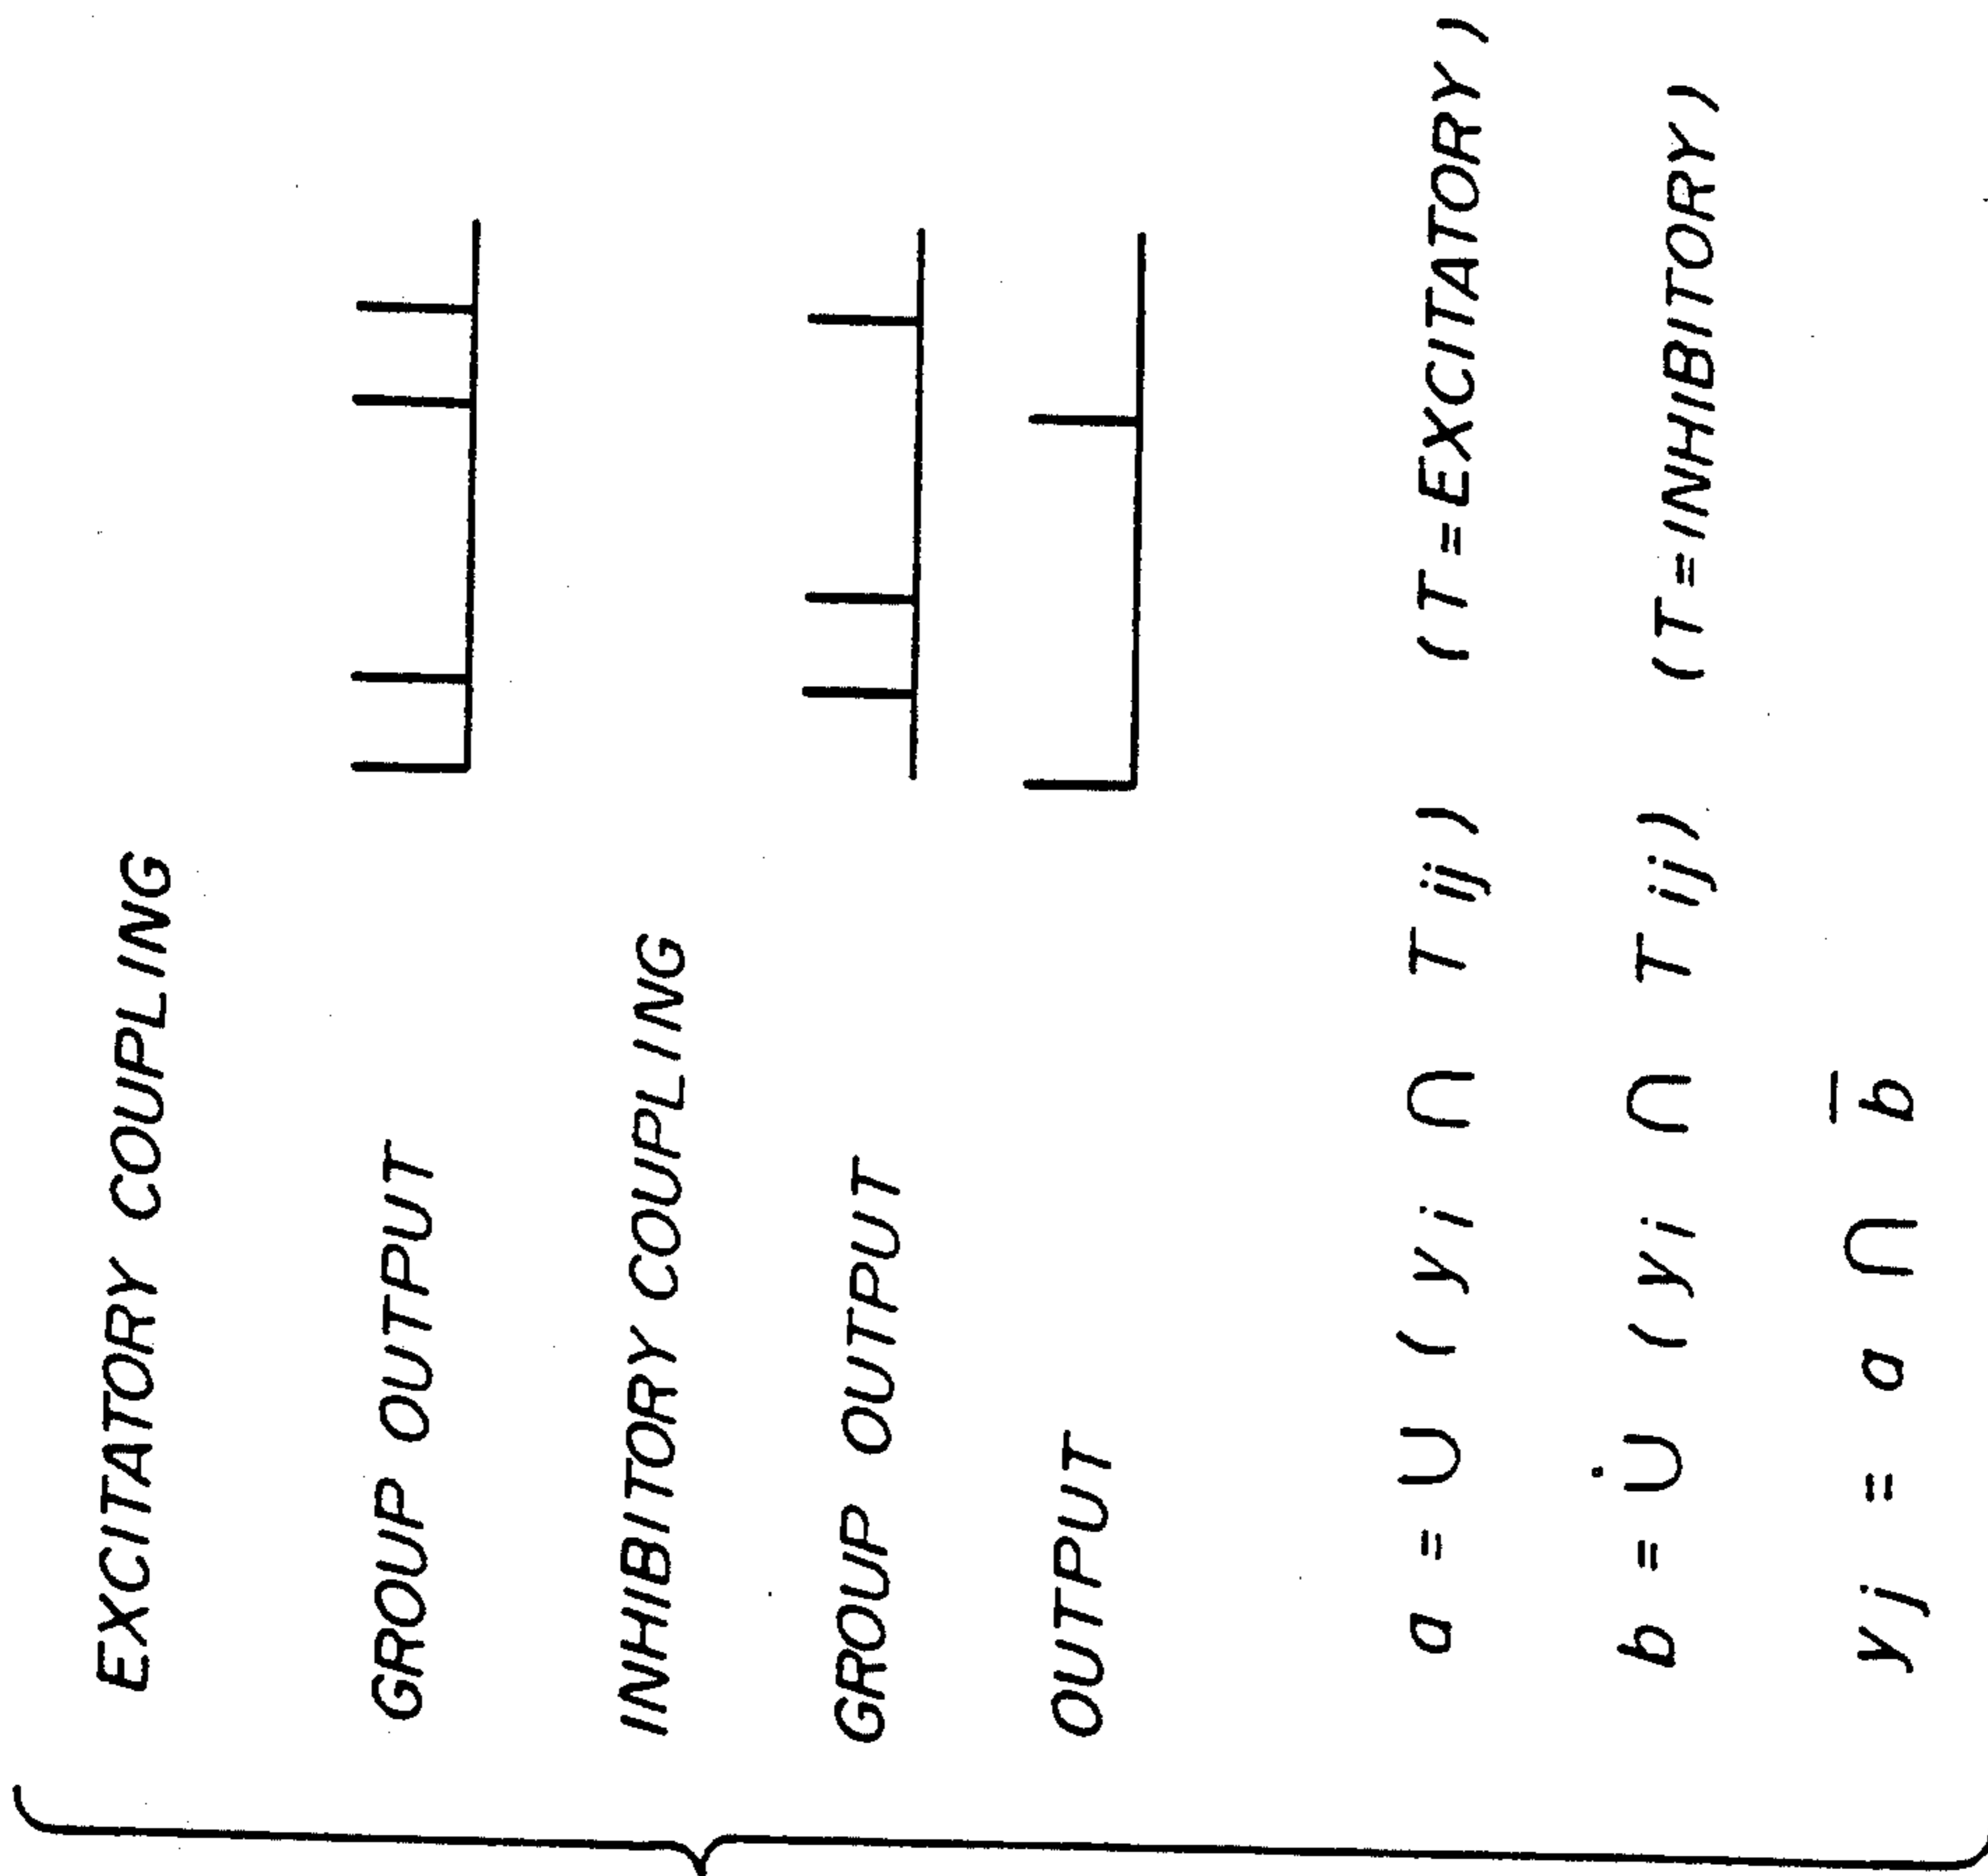 EXCITATORY COUPLING
GROUP OUTPUT
INHIBITORY COUPLING
GROUP OUTPUT
OUTPUT
a = ∪ ( yi ∩ Tij) (T=EXCITATORY)
b = ∪̇ ( yi ∩ Tij) (T=INHIBITORY)
yj = a ∩ b̅